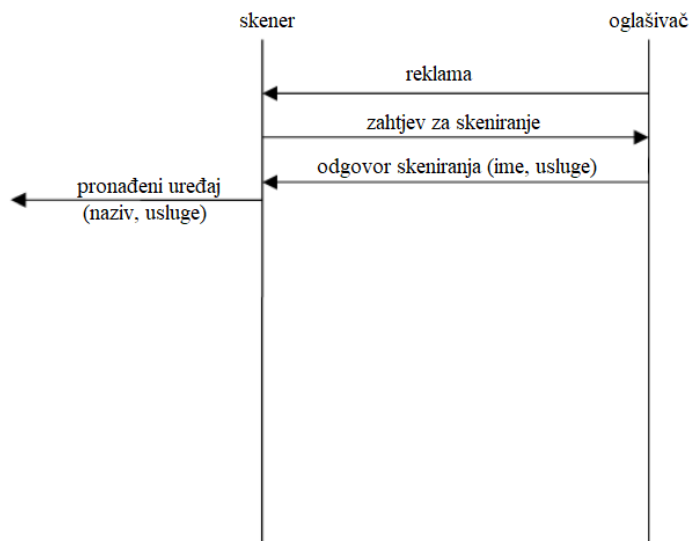 skener
oglašivač
reklama
zahtjev za skeniranje
odgovor skeniranja (ime, usluge)
pronađeni uređaj
(naziv, usluge)